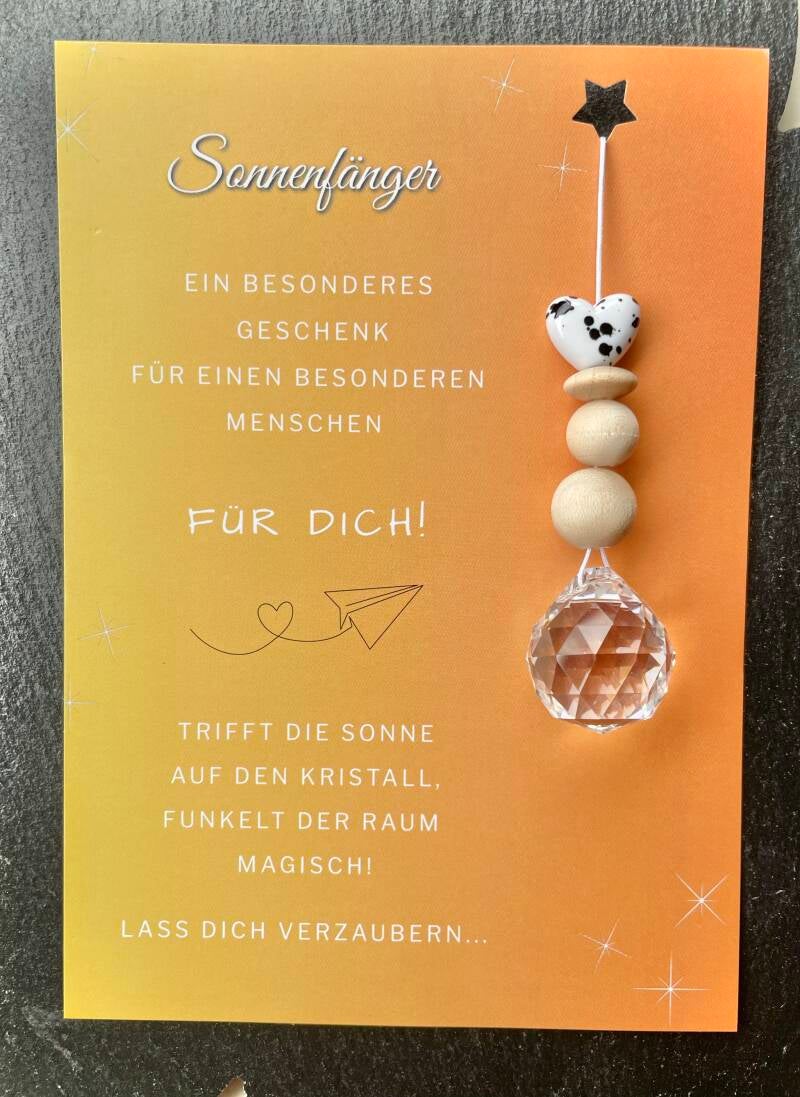 Sonnenfänger
EIN BESONDERES
GESCHENK
FÜR EINEN BESONDEREN
MENSCHEN
FÜR DICH!
TRIFFT DIE SONNE
AUF DEN KRISTALL,
FUNKELT DER RAUM
MAGISCH!
LASS DICH VERZAUBERN...